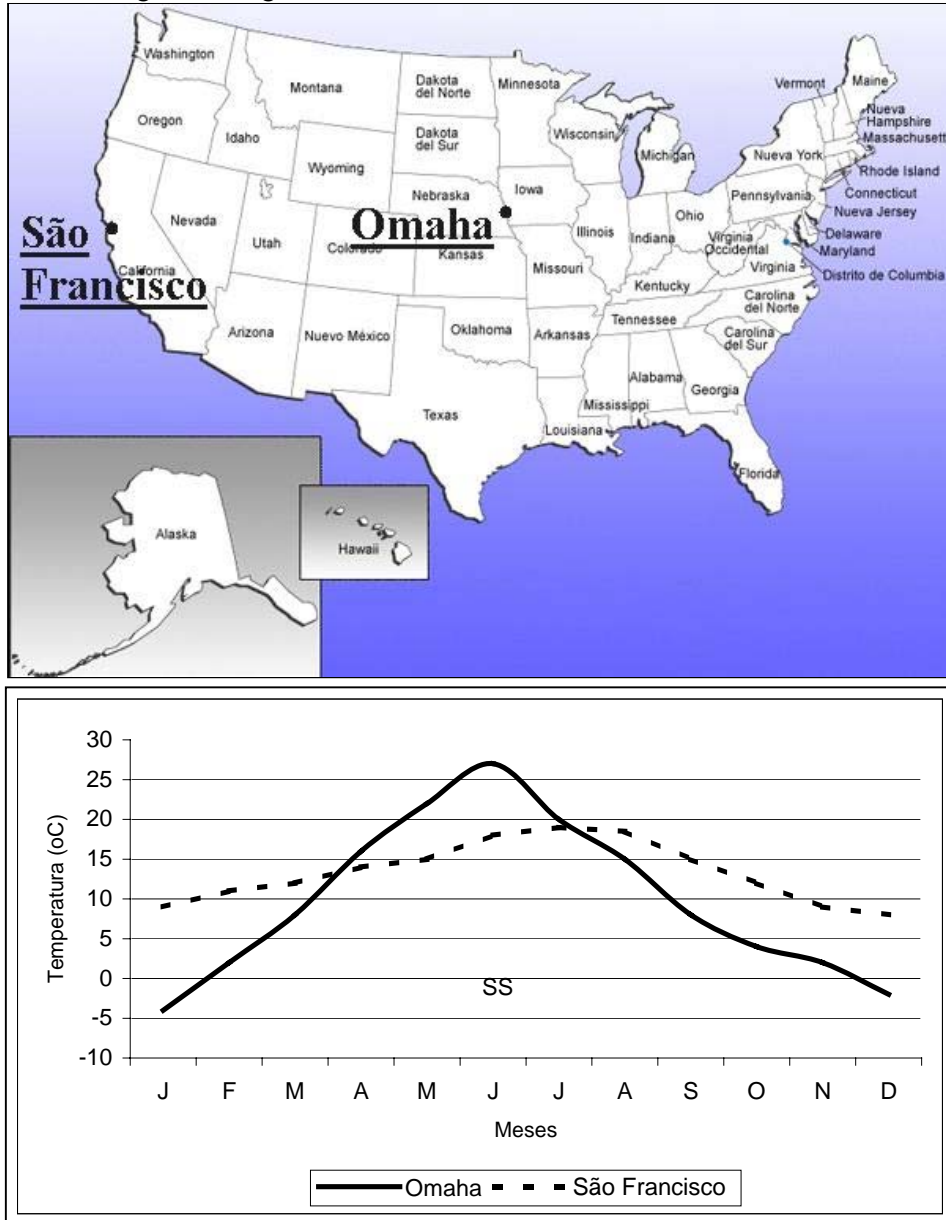 Washington
Montana
Dakota
del Norte
Minnesota
Vermont
Maine
Nueva
Hampshire
Massachusett
Oregon
Idaho
Dakota
del Sur
Wisconsin
Michigan
Nueva York
Rhode Island
Connecticut
Wyoming
Nebraska
Iowa
Pennsylvania
Nueva Jersey
Omaha
Nevada
Utah
Colorado
Kansas
Illinois
Indiana
Ohio
Virginia
Occidental
Delaware
Maryland
São
Francisco
California
Missouri
Virginia
Distrito de Columbia
Kentucky
Carolina
del Norte
Arizona
Nuevo México
Oklahoma
Arkansas
Tennessee
Carolina
del Sur
Texas
Mississippi
Alabama
Georgia
Louisiana
Florida
Alaska
Hawaii
30
25
20
15
10
5
0
-5
-10
Temperatura (oC)
SS
J F M A M J J A S O N D
Meses
Omaha São Francisco